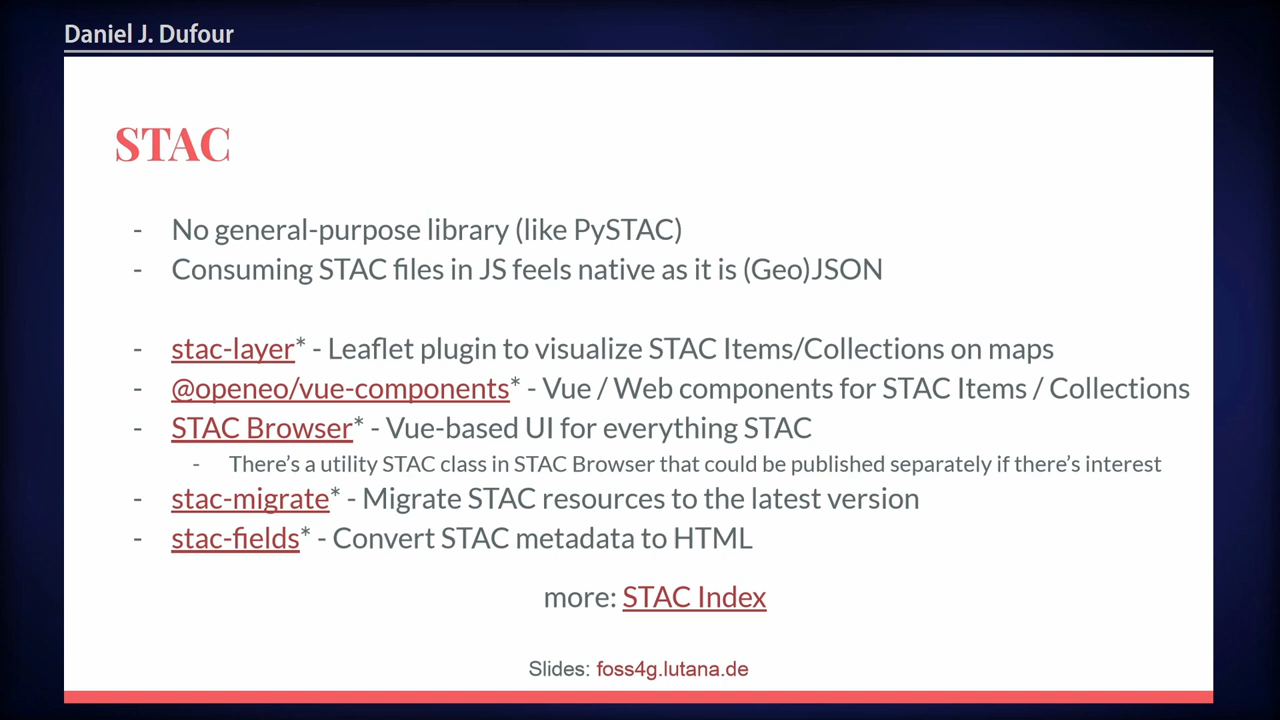 Daniel J. Dufour
STAC
- No general-purpose library (like PySTAC)
- Consuming STAC files in JS feels native as it is (Geo)JSON
- stac-layer* - Leaflet plugin to visualize STAC Items/Collections on maps
- @openeo/vue-components* - Vue / Web components for STAC Items / Collections
- STAC Browser* - Vue-based UI for everything STAC
- There's a utility STAC class in STAC Browser that could be published separately if there's interest
- stac-migrate* - Migrate STAC resources to the latest version
- stac-fields* - Convert STAC metadata to HTML
more: STAC Index
Slides: foss4g.lutana.de